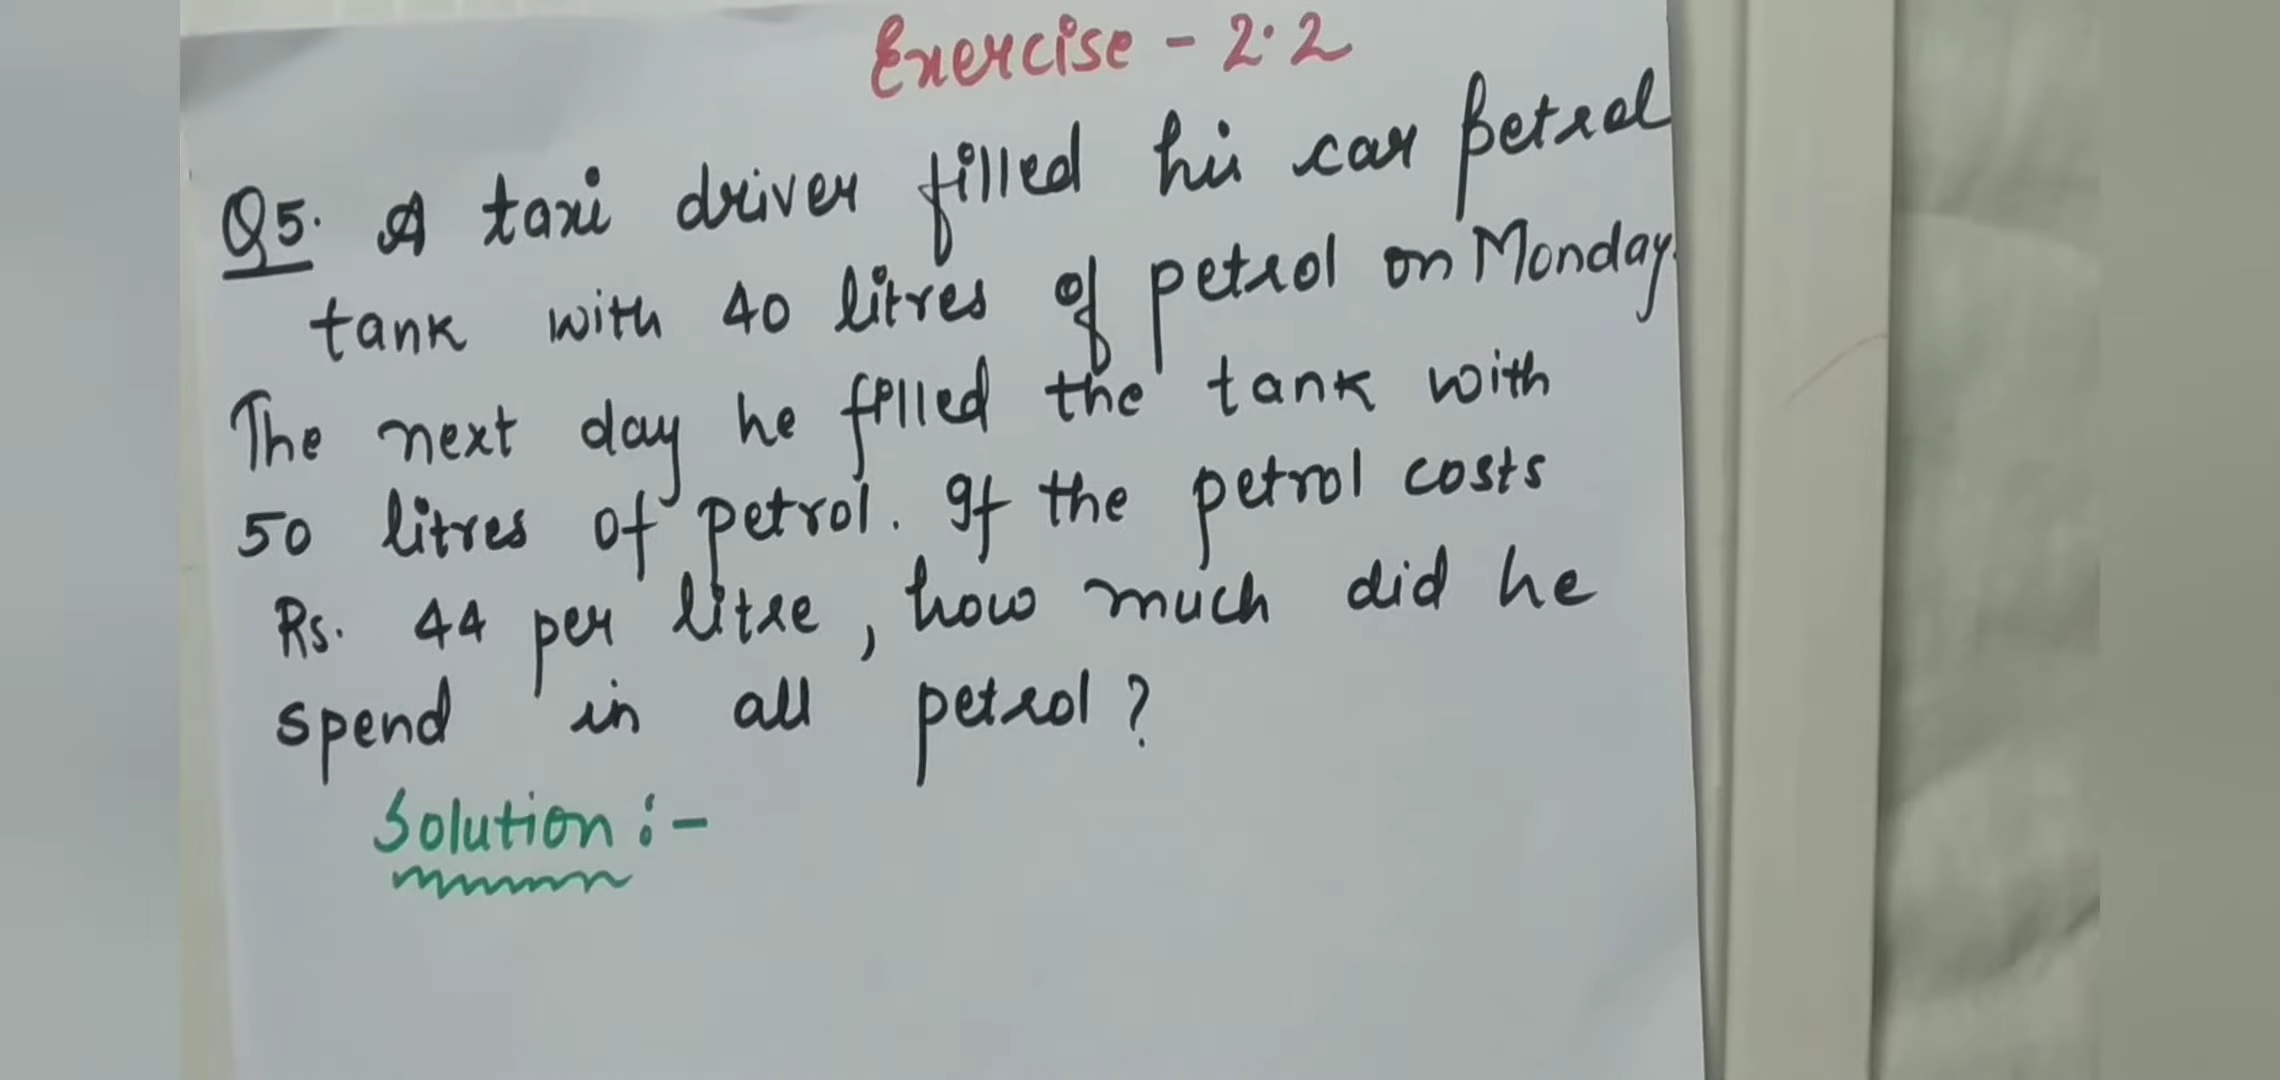 Exercise - 2.2
Q5. A taxi driver filled his car petrol
tank with 40 litres of petrol on Monday.
The next day he filled the tank with
50 litres of petrol. If the petrol costs
Rs. 44 per litre, how much did he
spend in all petrol?
Solution :-